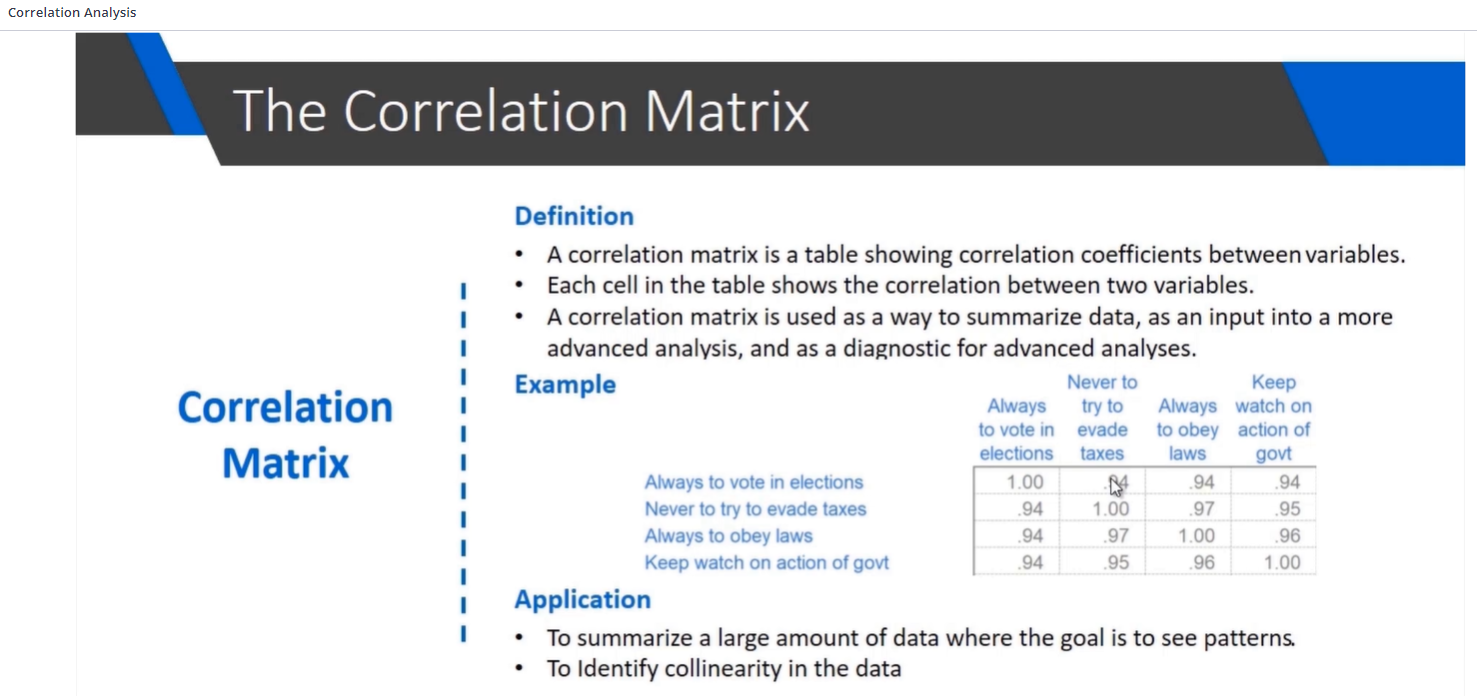 Correlation Analysis
The Correlation Matrix
Correlation
Matrix
Definition
• A correlation matrix is a table showing correlation coefficients between variables.
• Each cell in the table shows the correlation between two variables.
• A correlation matrix is used as a way to summarize data, as an input into a more
advanced analysis, and as a diagnostic for advanced analyses.
Example
Always to vote in elections Never to try to evade taxes Always to obey laws Keep watch on action of govt
Always to vote in elections 1.00 .94 .94 .94
Never to try to evade taxes .94 1.00 .97 .95
Always to obey laws .94 .97 1.00 .96
Keep watch on action of govt .94 .95 .96 1.00
Application
• To summarize a large amount of data where the goal is to see patterns.
• To Identify collinearity in the data